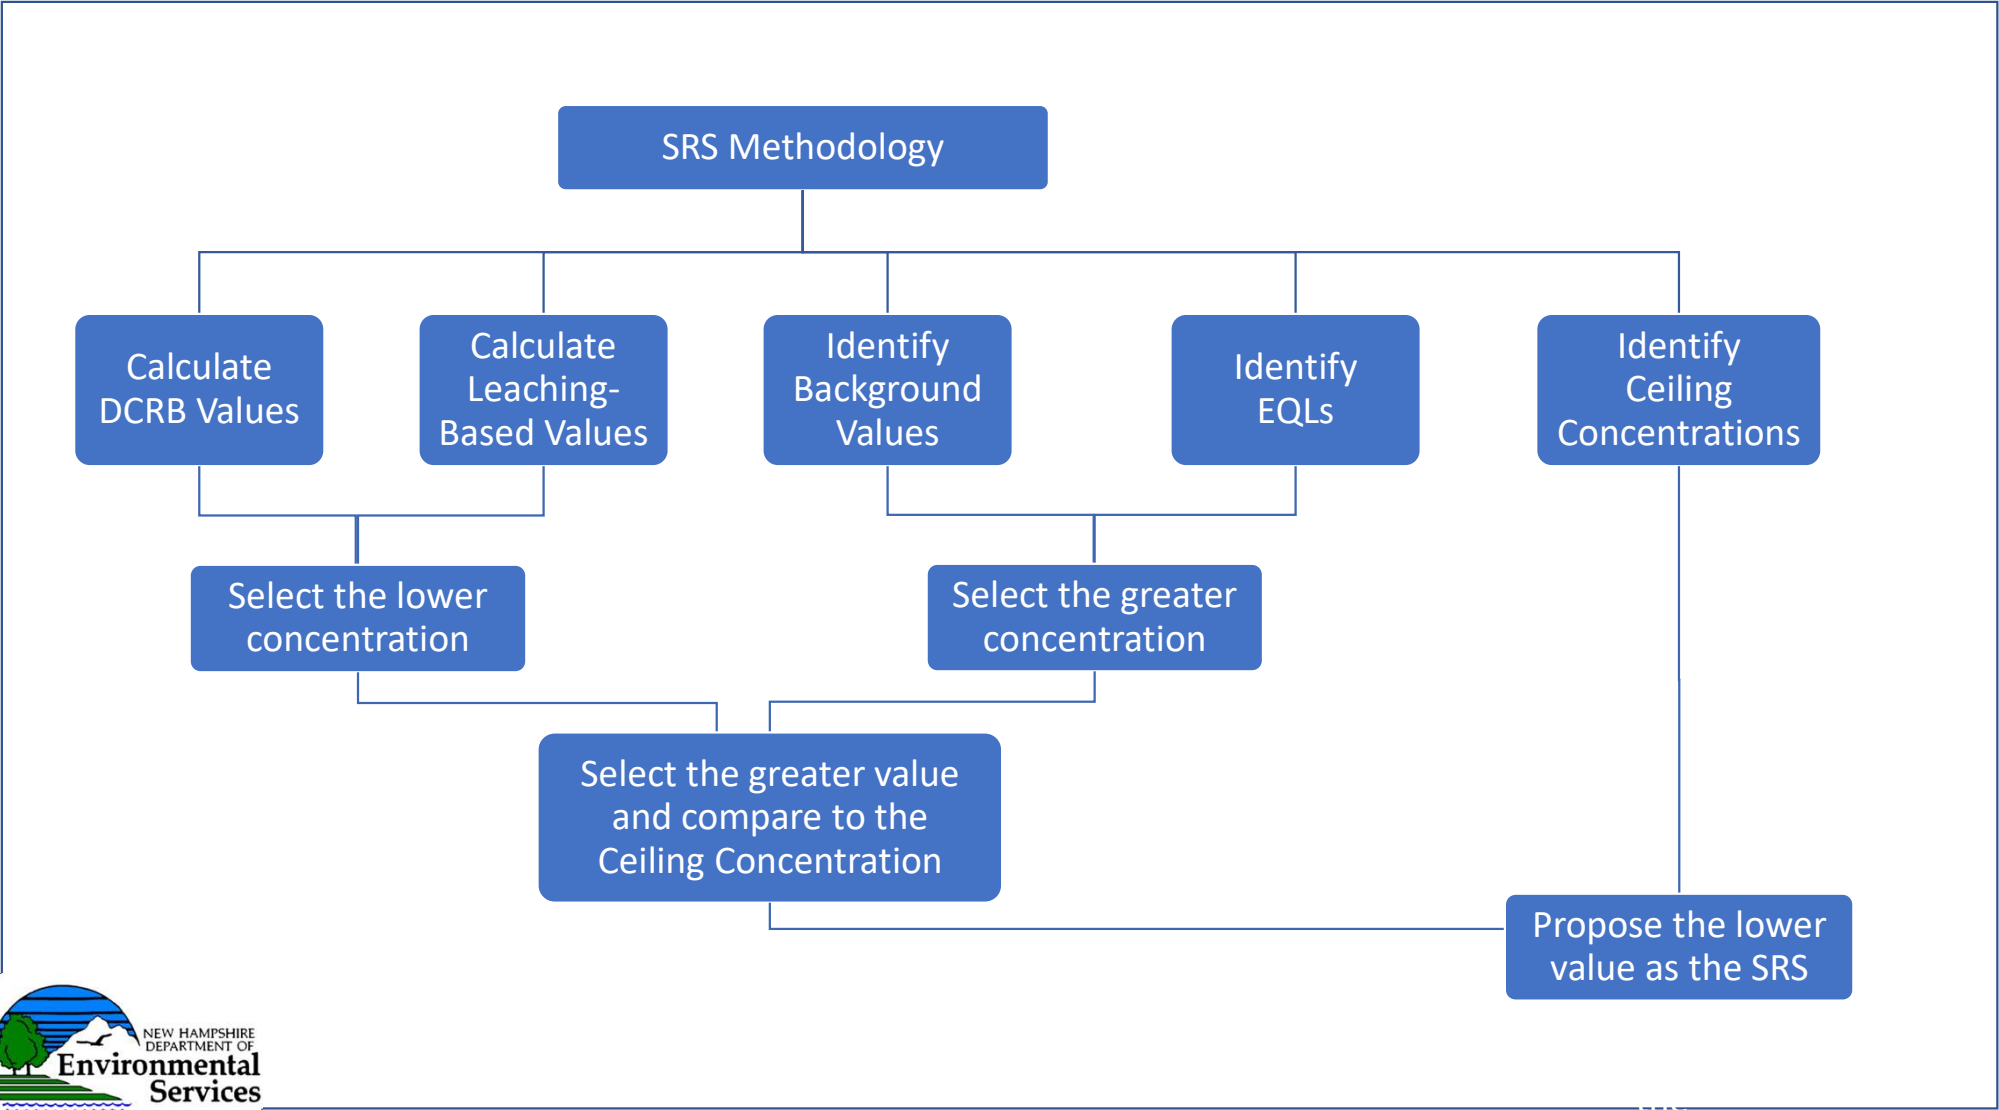 SRS Methodology
Calculate
DCRB Values
Calculate
Leaching-
Based Values
Identify
Background
Values
Identify
EQLs
Identify
Ceiling
Concentrations
Select the lower
concentration
Select the greater
concentration
Select the greater value
and compare to the
Ceiling Concentration
Propose the lower
value as the SRS
NEW HAMPSHIRE
DEPARTMENT OF
Environmental
Services